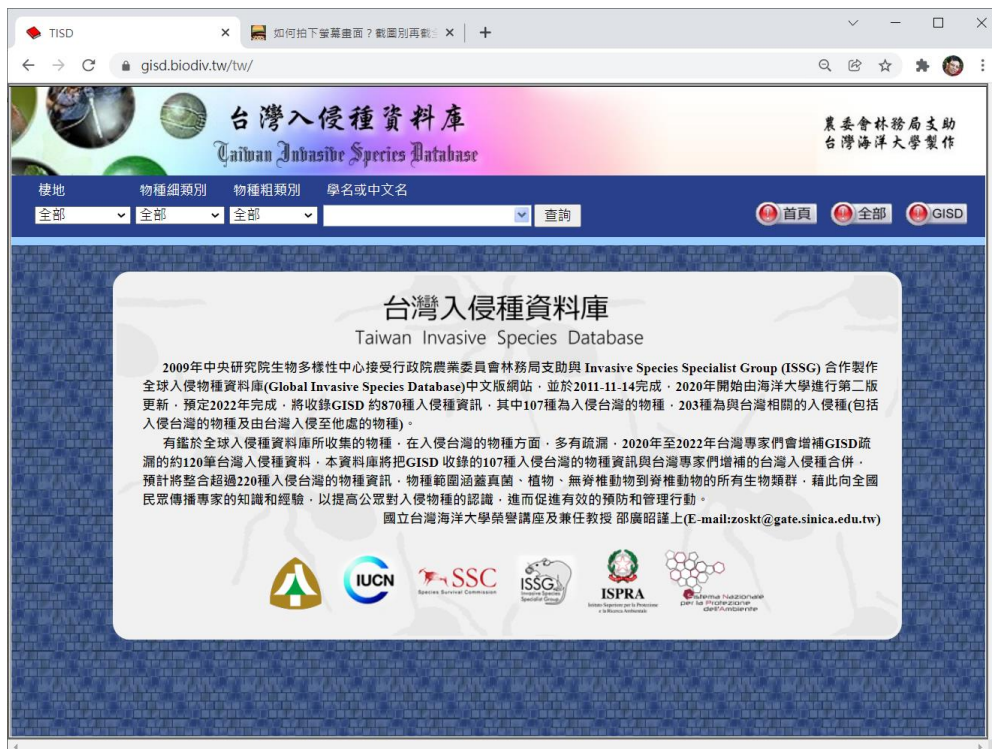 TISD
如何拍下螢幕畫面？截圖別再截
gisd.biodiv.tw/tw/
台灣入侵種資料庫
Taiwan Invasive Species Database
農委會林務局支助
台灣海洋大學製作
棲地 物種細類別 物種粗類別 學名或中文名
全部 全部 全部 查詢
首頁 全部 GISD
台灣入侵種資料庫
Taiwan Invasive Species Database
2009年中央研究院生物多樣性中心接受行政院農業委員會林務局支助與 Invasive Species Specialist Group (ISSG) 合作製作
全球入侵物種資料庫(Global Invasive Species Database)中文版網站，並於2011-11-14完成，2020年開始由海洋大學進行第二版
更新，預定2022年完成，將收錄GISD 約870種入侵種資訊，其中107種為入侵台灣的物種，203種為與台灣相關的入侵種(包括
入侵台灣的物種及由台灣入侵至他處的物種)。
有鑑於全球入侵種資料庫所收集的物種，在入侵台灣的物種方面，多有疏漏，2020年至2022年台灣專家們會增補GISD疏
漏的約120筆台灣入侵種資料，本資料庫將把GISD 收錄的107種入侵台灣的物種資訊與台灣專家們增補的台灣入侵種合併，
預計將整合超過220種入侵台灣的物種資訊，物種範圍涵蓋真菌、植物、無脊椎動物到脊椎動物的所有生物類群，藉此向全國
民眾傳播專家的知識和經驗，以提高公眾對入侵物種的認識，進而促進有效的預防和管理行動。
國立台灣海洋大學榮譽講座及兼任教授 邵廣昭謹上(E-mail:zoskt@gate.sinica.edu.tw)
IUCN
SSC
Species Survival Commission
ISSG
Invasive Species
Specialist Group
ISPRA
Istituto Superiore per la Protezione
e la Ricerca Ambientale
Sistema Nazionale
per la Protezione
dell'Ambiente